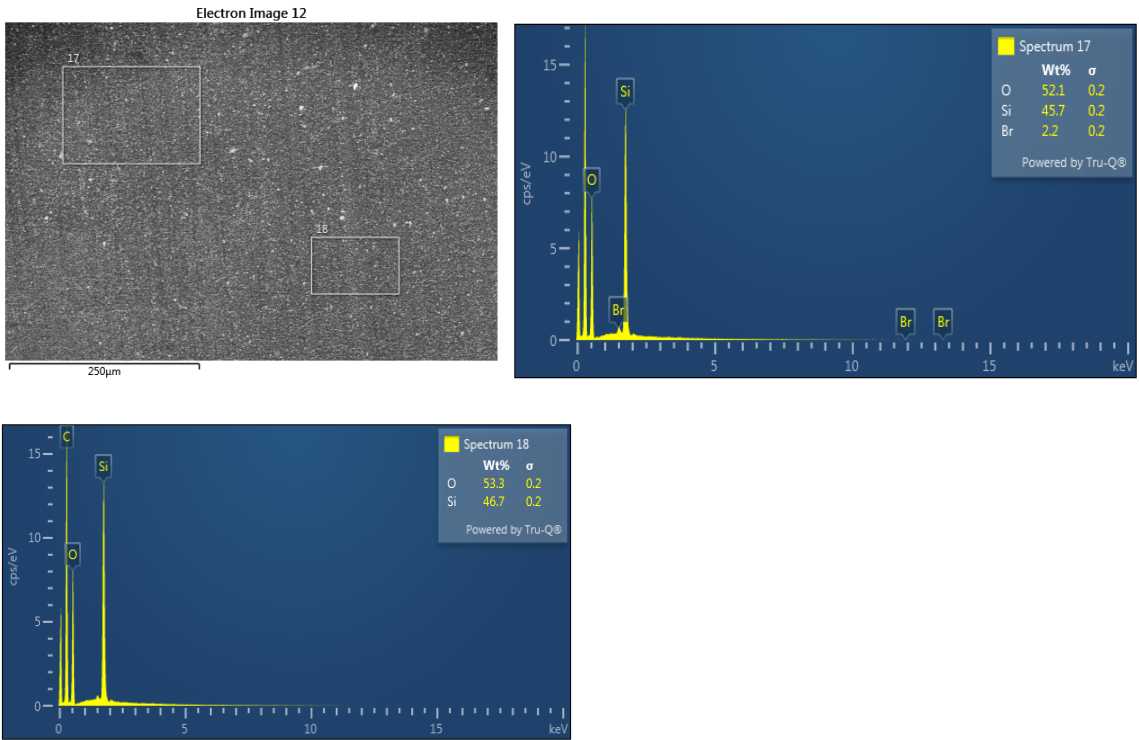 Electron Image 12
17
18
250µm
cps/eV
15
10
5
0
Si
O
Br
Br
Br
0
5
10
15
keV
Spectrum 17
Wt% σ
O 52.1 0.2
Si 45.7 0.2
Br 2.2 0.2
Powered by Tru-Q®
cps/eV
15
10
5
0
C
Si
O
0
5
10
15
keV
Spectrum 18
Wt% σ
O 53.3 0.2
Si 46.7 0.2
Powered by Tru-Q®